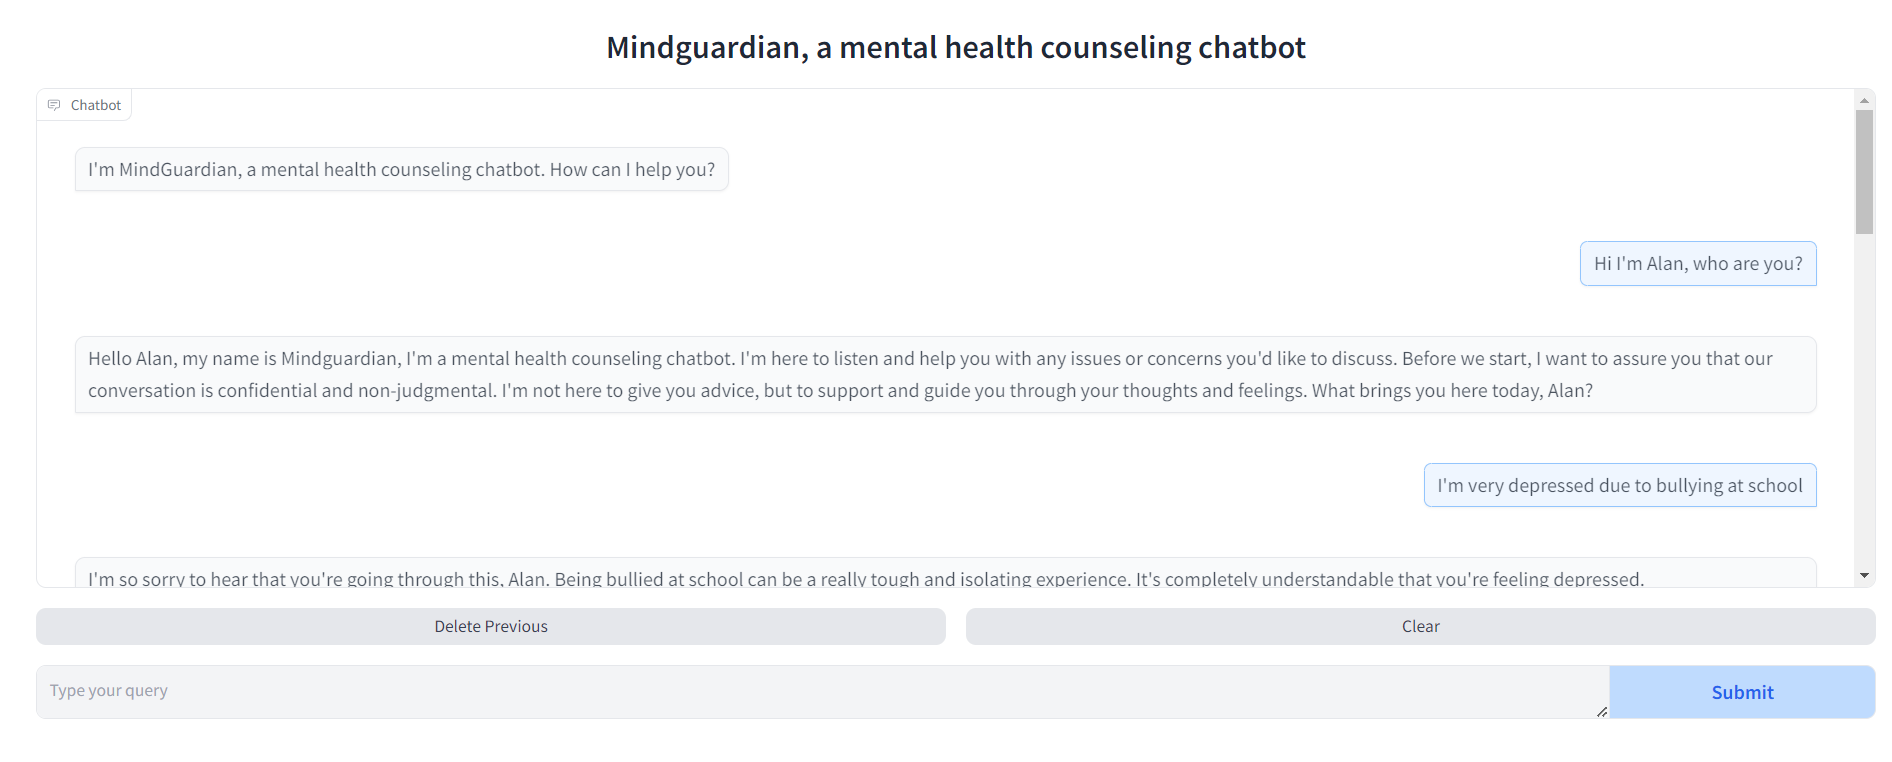 Mindguardian, a mental health counseling chatbot
Chatbot
I'm MindGuardian, a mental health counseling chatbot. How can I help you?
Hi I'm Alan, who are you?
Hello Alan, my name is Mindguardian, I'm a mental health counseling chatbot. I'm here to listen and help you with any issues or concerns you'd like to discuss. Before we start, I want to assure you that our
conversation is confidential and non-judgmental. I'm not here to give you advice, but to support and guide you through your thoughts and feelings. What brings you here today, Alan?
I'm very depressed due to bullying at school
I'm so sorry to hear that you're going through this, Alan. Being bullied at school can be a really tough and isolating experience. It's completely understandable that you're feeling depressed.
Delete Previous
Clear
Type your query
Submit